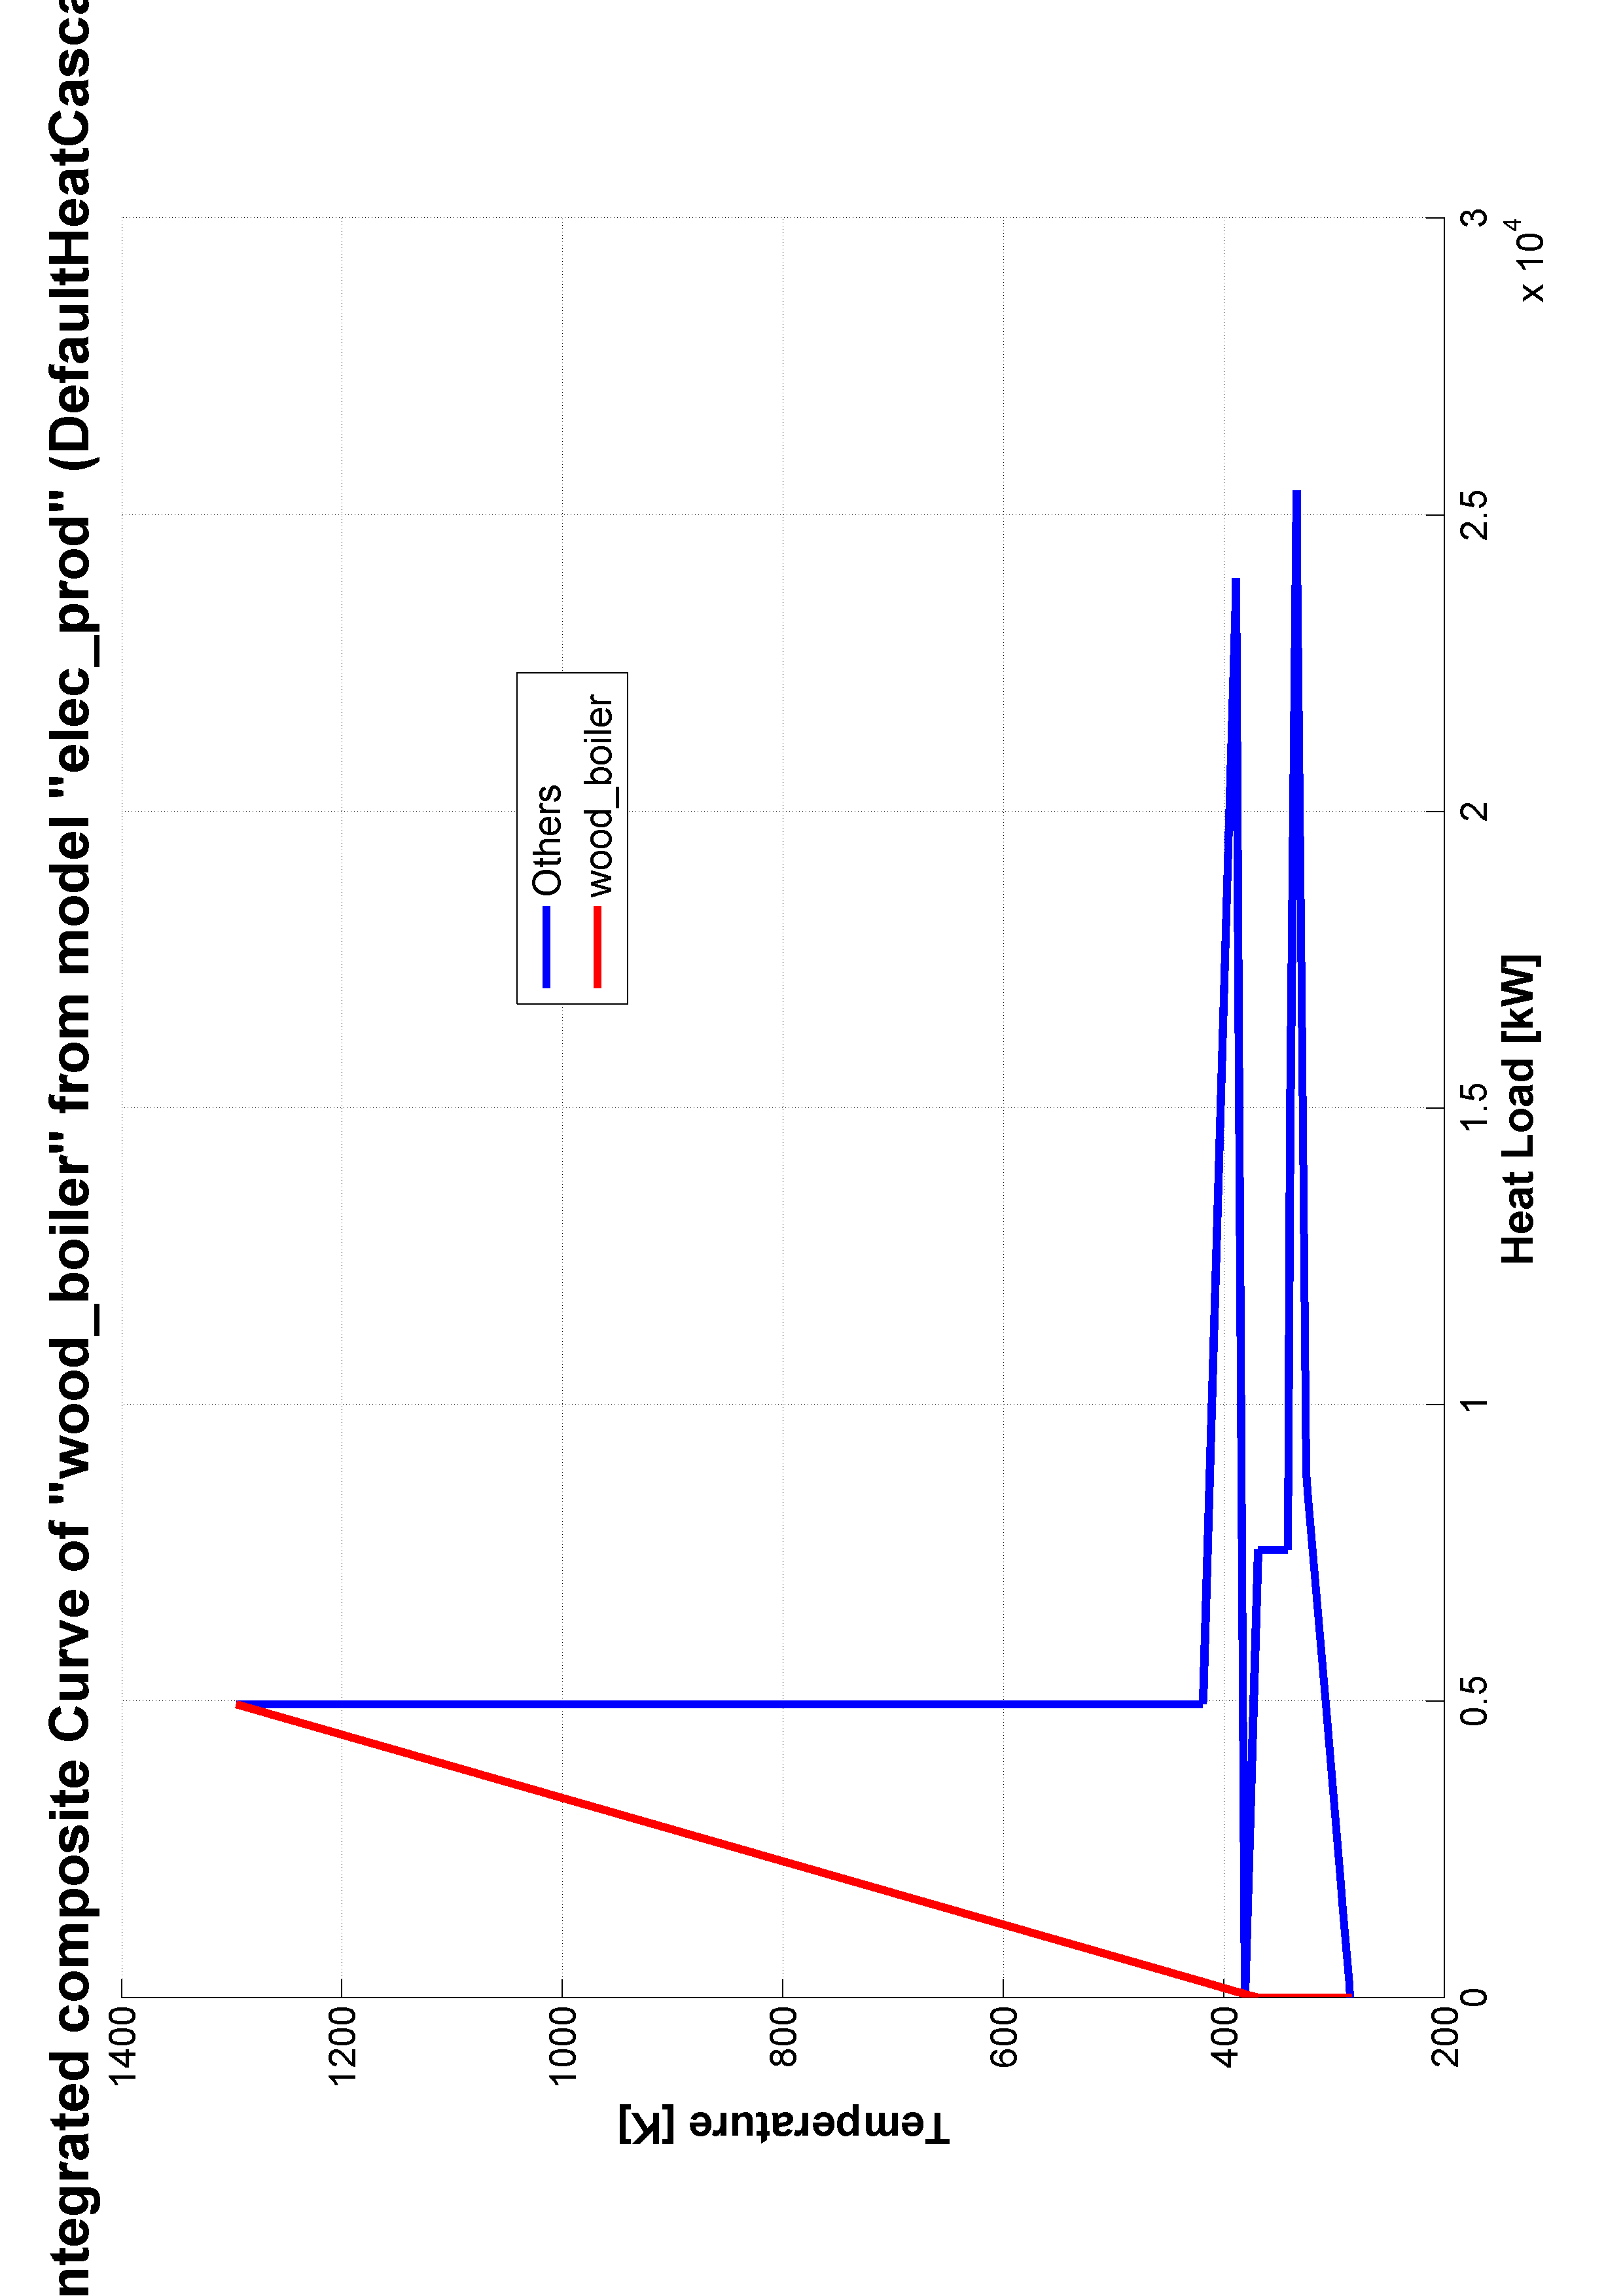 ntegrated composite Curve of "wood_boiler" from model "elec_prod" (DefaultHeatCasca
1400
1200
1000
800
600
400
200
Temperature [K]
Others
wood_boiler
0
0.5
1
1.5
2
2.5
3
x 10^4
Heat Load [kW]